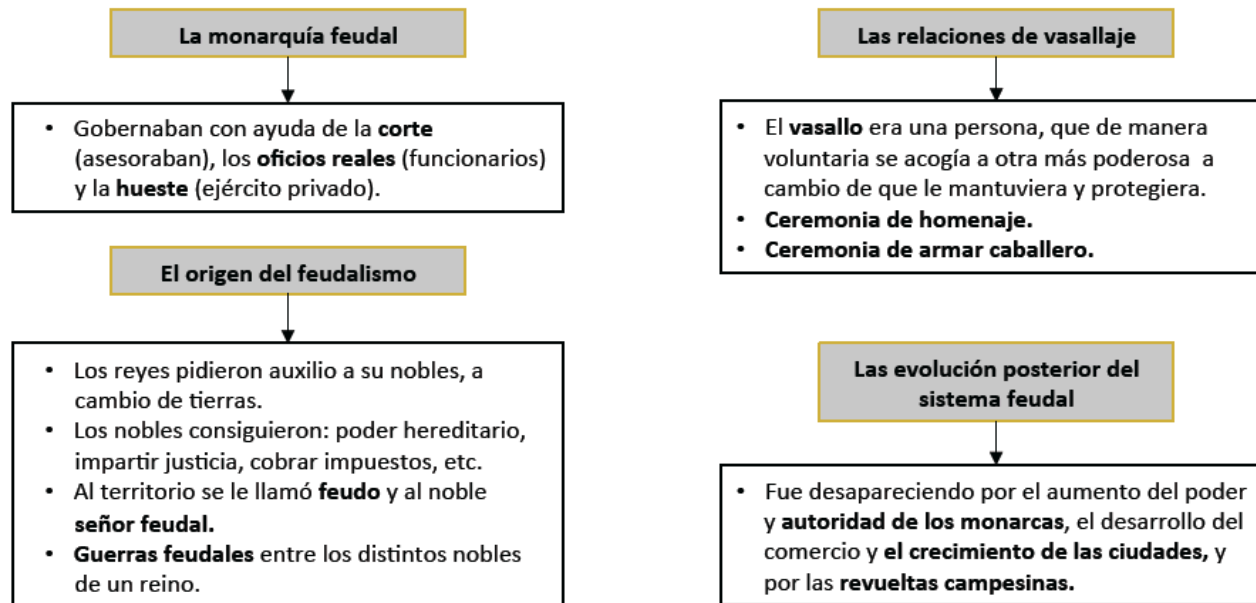 La monarquía feudal
• Gobernaban con ayuda de la corte
(asesoraban), los oficios reales (funcionarios)
y la hueste (ejército privado).
El origen del feudalismo
• Los reyes pidieron auxilio a su nobles, a
cambio de tierras.
• Los nobles consiguieron: poder hereditario,
impartir justicia, cobrar impuestos, etc.
• Al territorio se le llamó feudo y al noble
señor feudal.
• Guerras feudales entre los distintos nobles
de un reino.
Las relaciones de vasallaje
• El vasallo era una persona, que de manera
voluntaria se acogía a otra más poderosa a
cambio de que le mantuviera y protegiera.
• Ceremonia de homenaje.
• Ceremonia de armar caballero.
Las evolución posterior del
sistema feudal
• Fue desapareciendo por el aumento del poder
y autoridad de los monarcas, el desarrollo del
comercio y el crecimiento de las ciudades, y
por las revueltas campesinas.